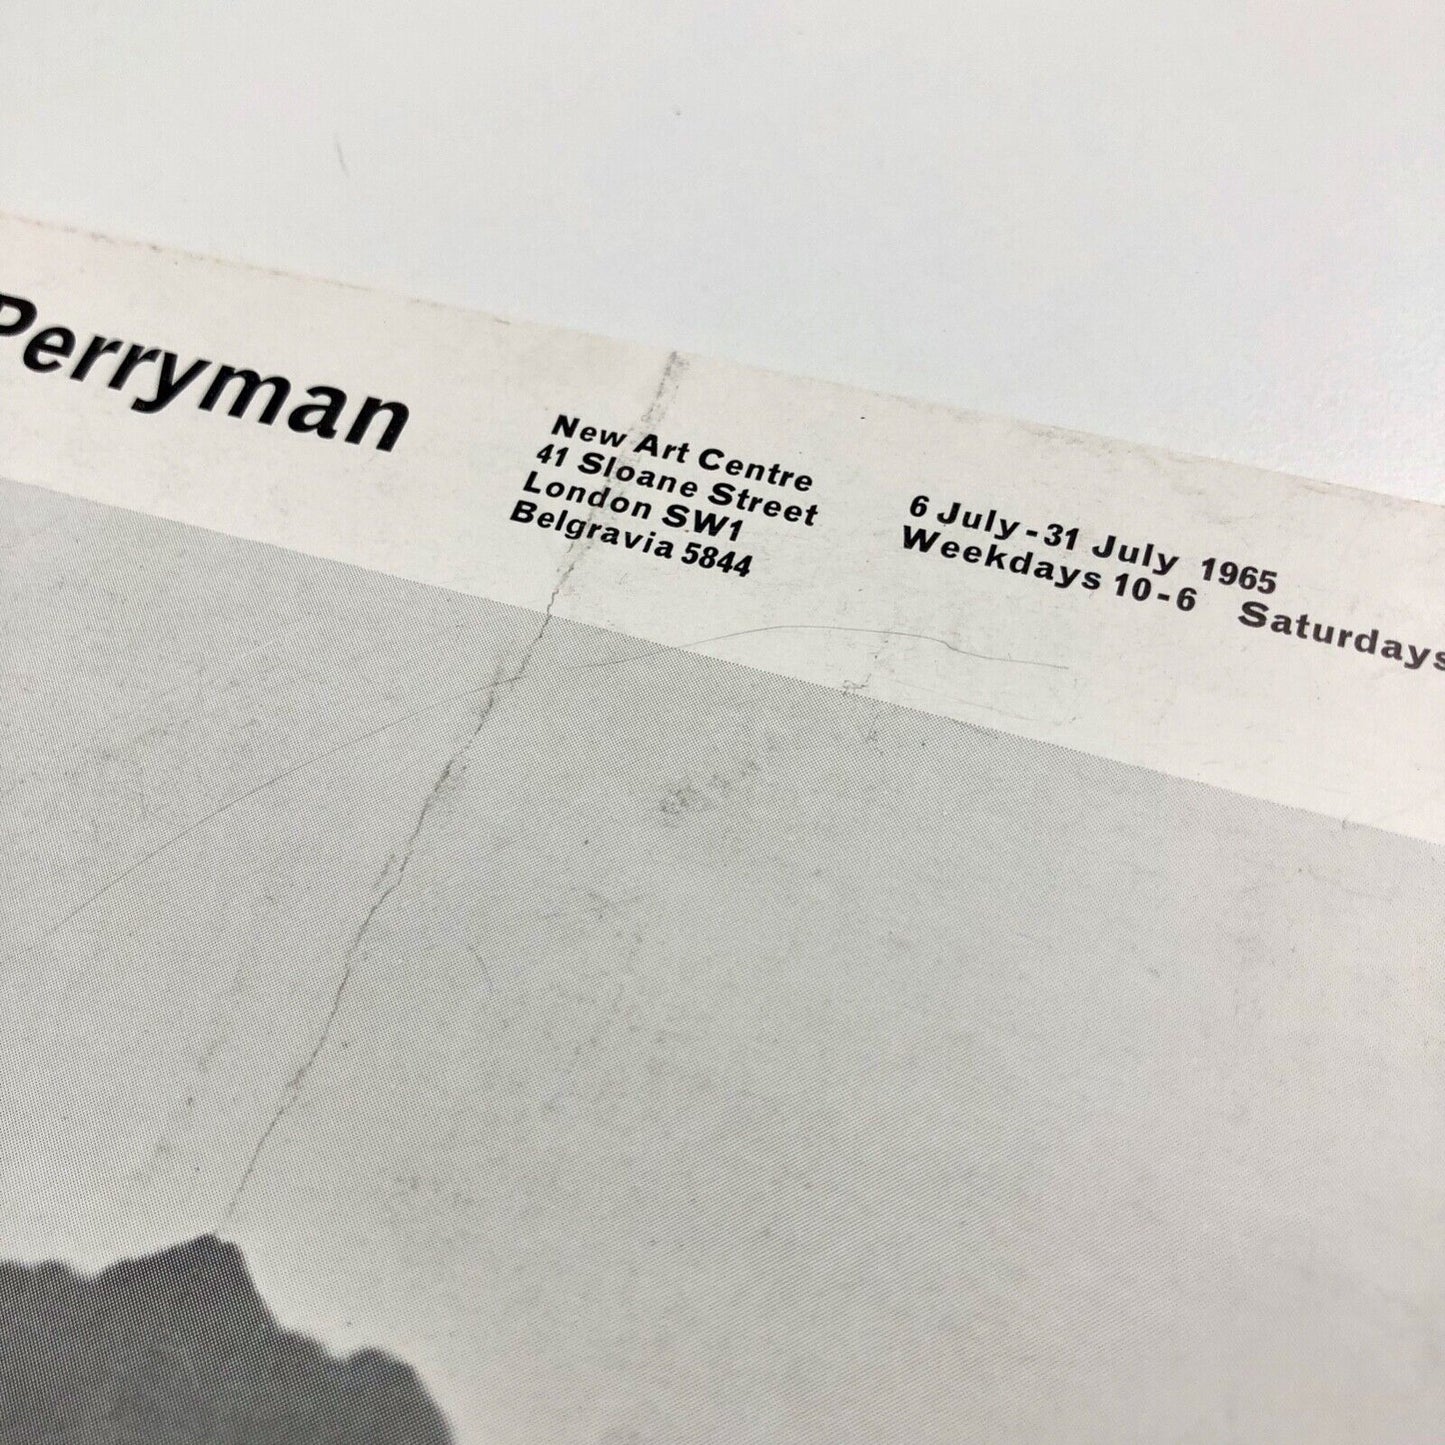 Perryman
New Art Centre
41 Sloane Street
London SW1
Belgravia 5844
6 July - 31 July 1965
Weekdays 10 - 6 Saturdays